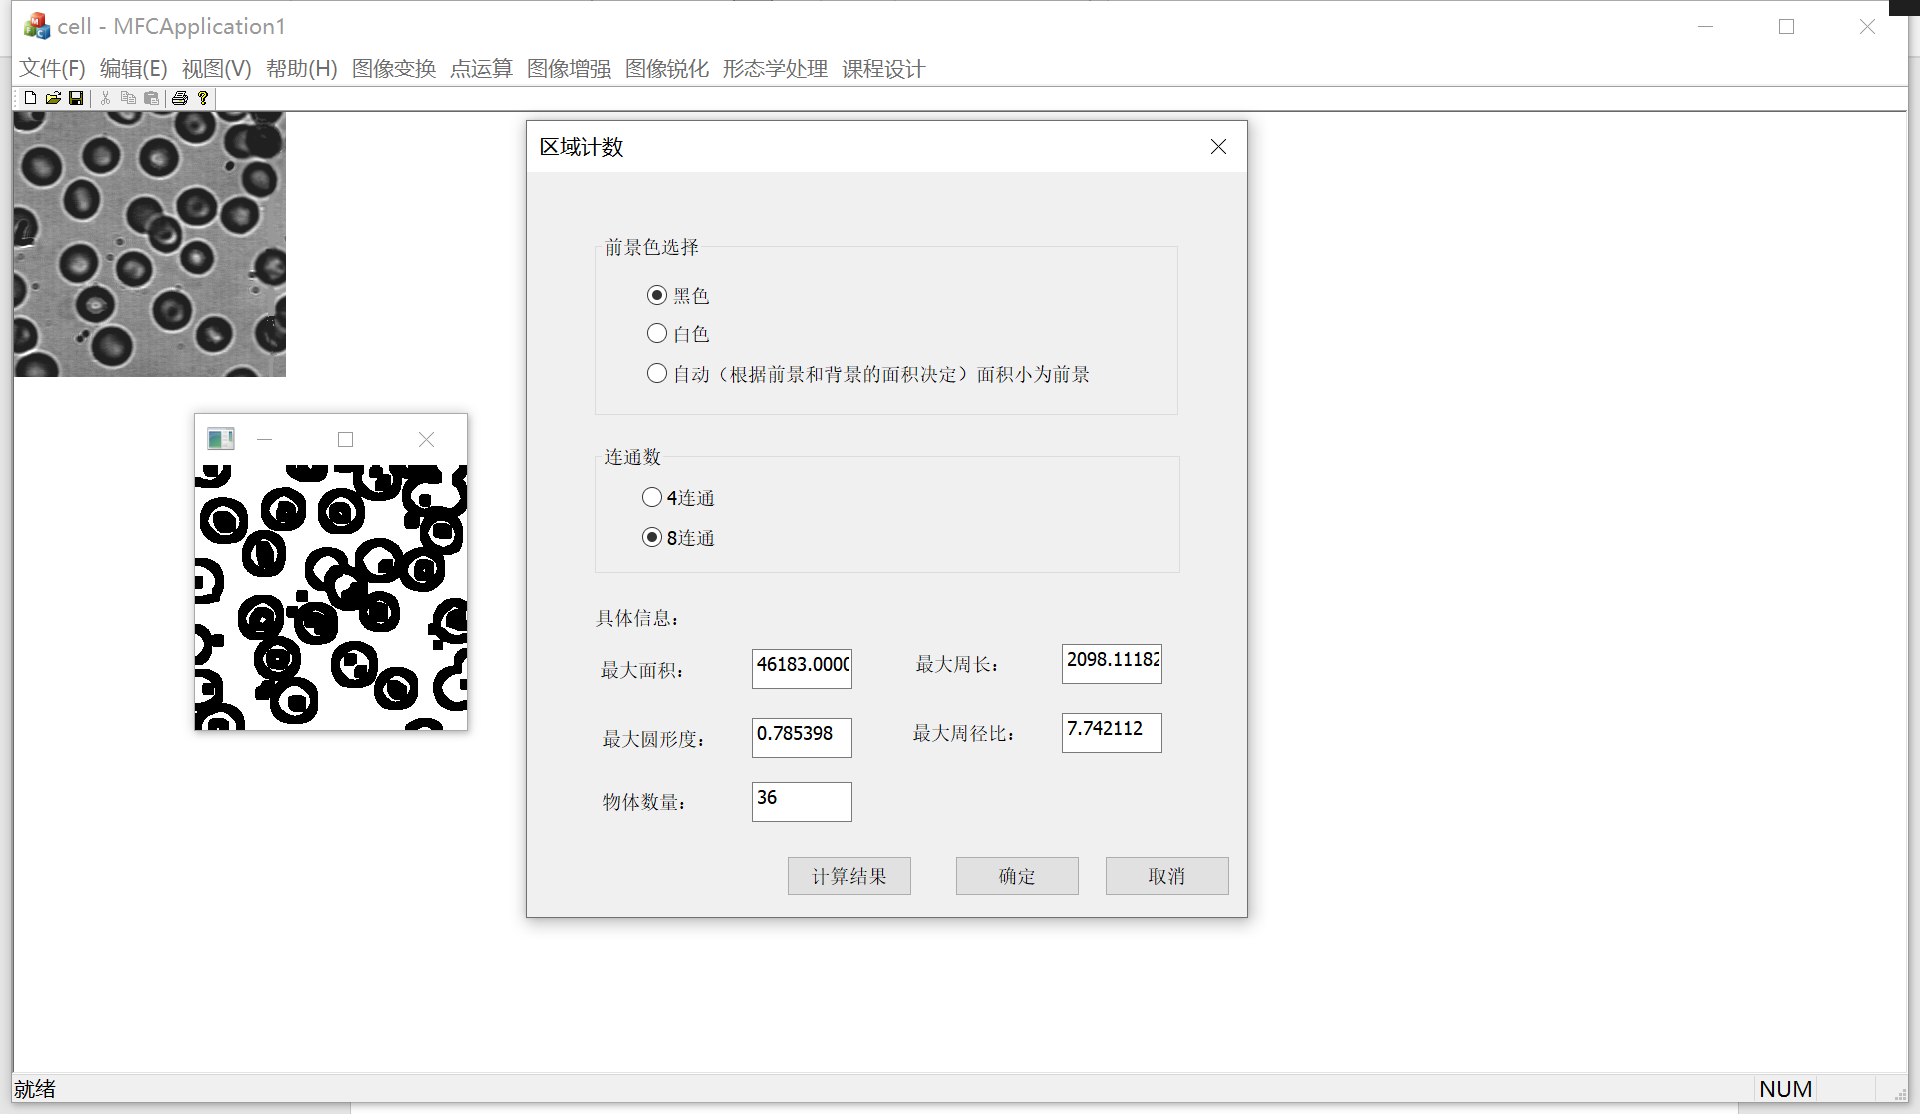 cell - MFCApplication1
文件(F) 编辑(E) 视图(V) 帮助(H) 图像变换 点运算 图像增强 图像锐化 形态学处理 课程设计
区域计数
前景色选择
黑色
白色
自动（根据前景和背景的面积决定）面积小为前景
连通数
4连通
8连通
具体信息：
最大面积： 46183.000 最大周长： 2098.11182
最大圆形度： 0.785398 最大周径比： 7.742112
物体数量： 36
计算结果 确定 取消
就绪 NUM